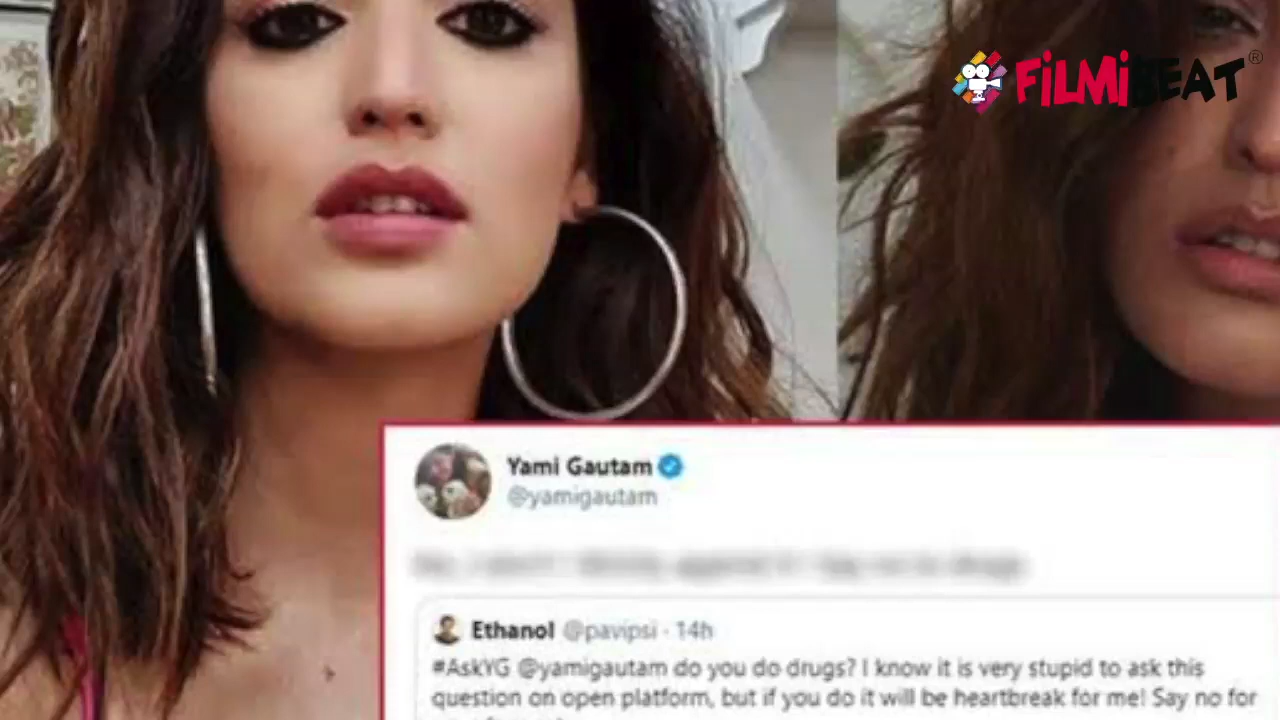 FiLMiBEAT®
Yami Gautam
@yamigautam
Ethanol @pavipsi · 14h
#AskYG @yamigautam do you do drugs? I know it is very stupid to ask this
question on open platform, but if you do it will be heartbreak for me! Say no for